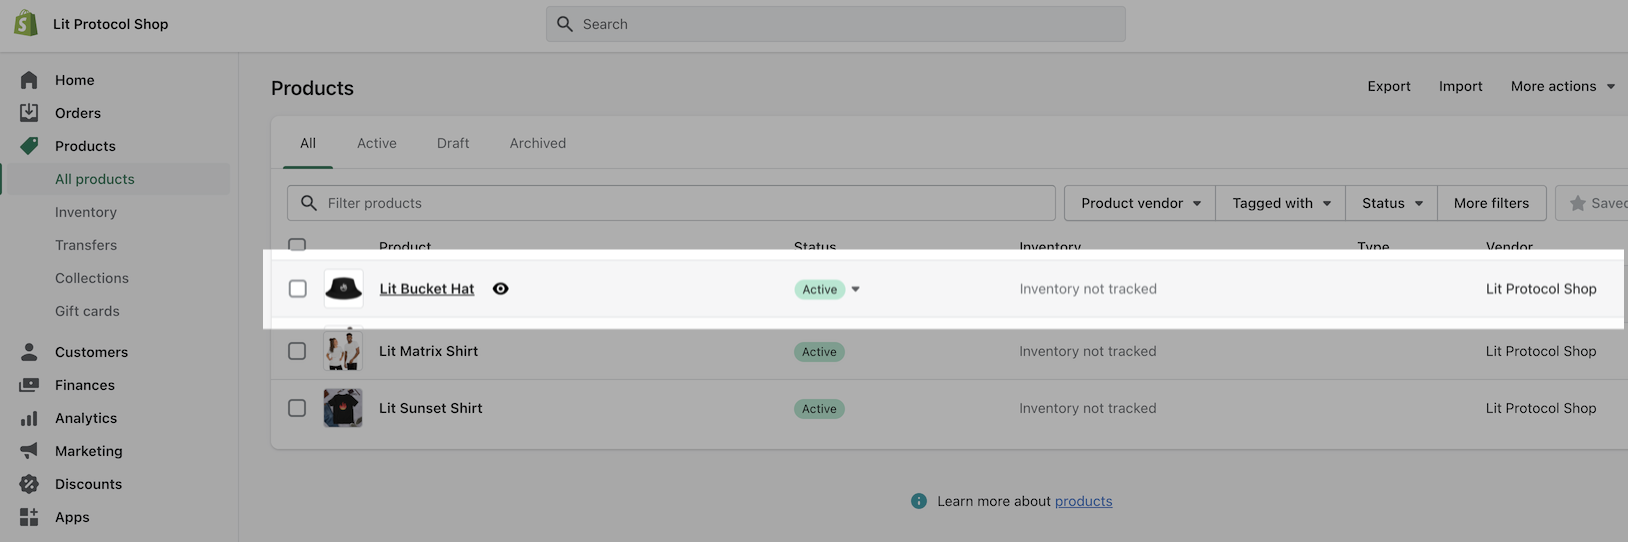 Lit Protocol Shop
Search
Home
Orders
Products
All products
Inventory
Transfers
Collections
Gift cards
Customers
Finances
Analytics
Marketing
Discounts
Apps
Products
Export Import More actions
All Active Draft Archived
Filter products Product vendor Tagged with Status More filters Saved
Product Status Inventory Type Vendor
Lit Bucket Hat Active Inventory not tracked Lit Protocol Shop
Lit Matrix Shirt Active Inventory not tracked Lit Protocol Shop
Lit Sunset Shirt Active Inventory not tracked Lit Protocol Shop
Learn more about products